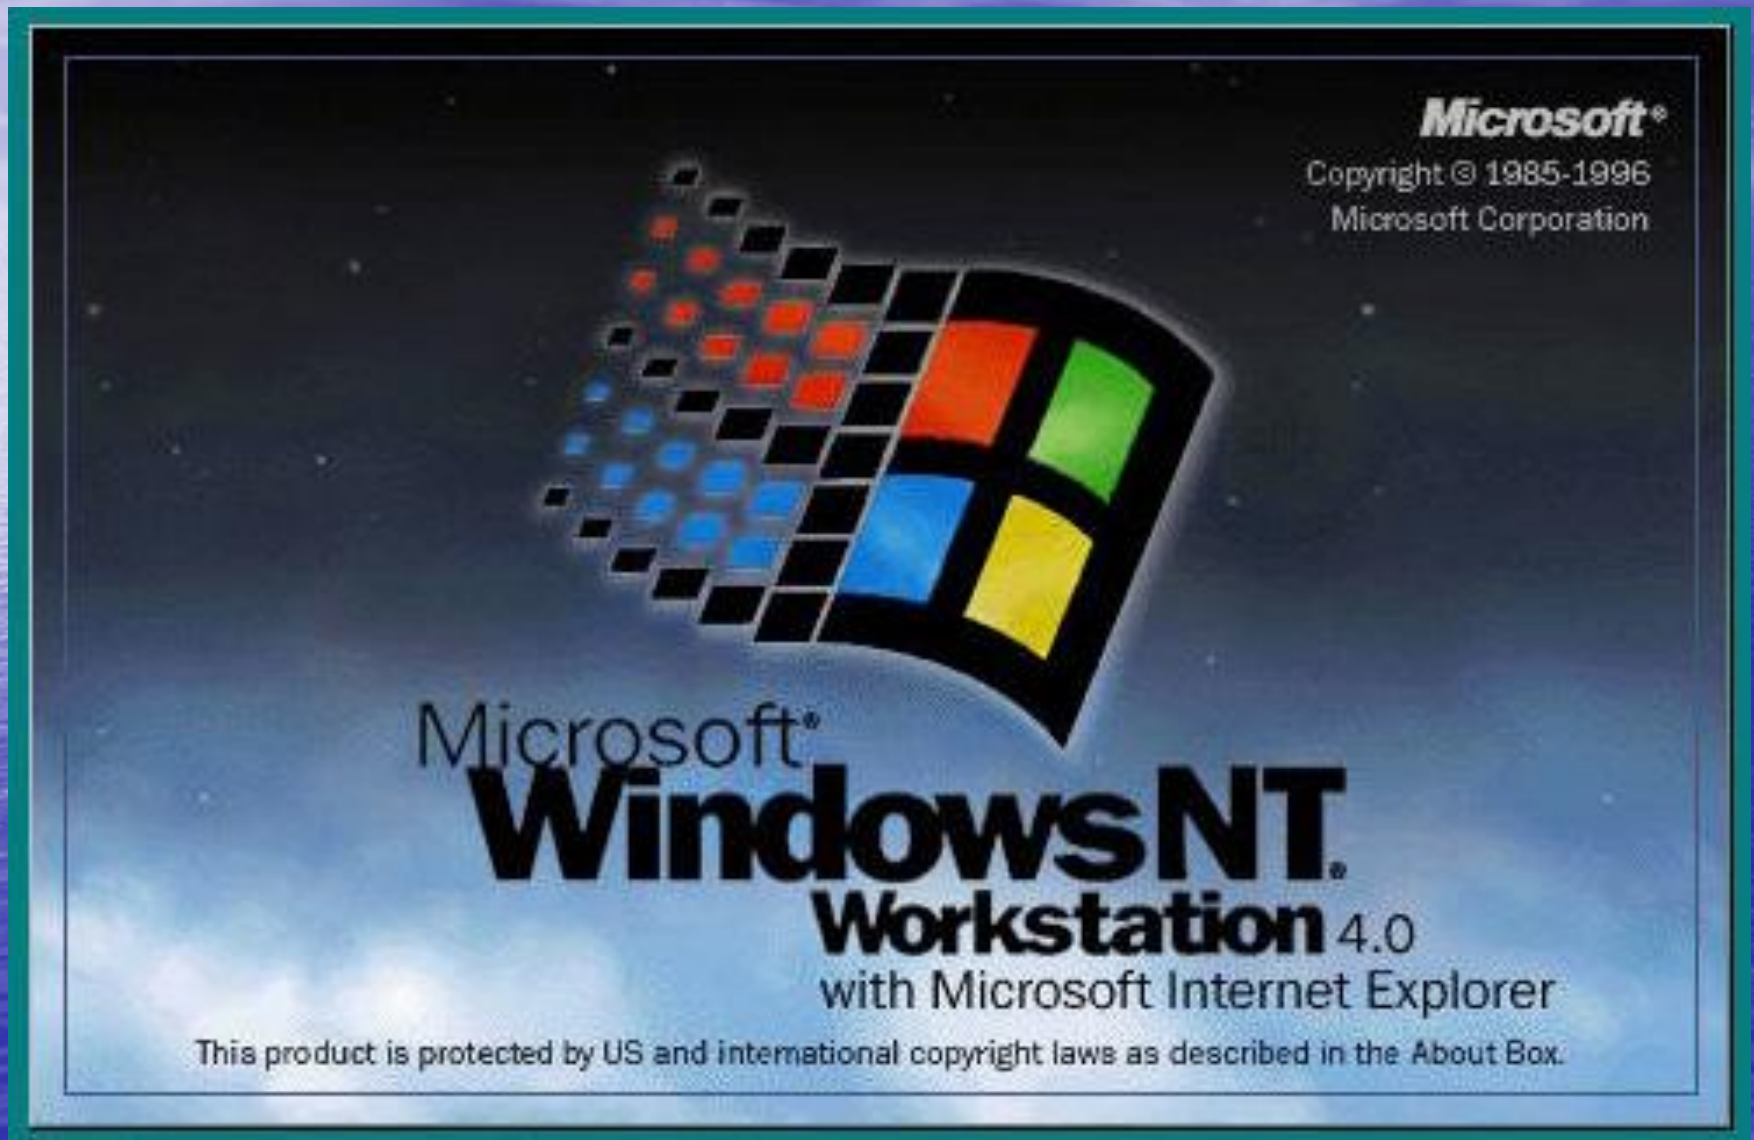 Microsoft®
Copyright © 1985-1996
Microsoft Corporation
Microsoft®
Windows NT®
Workstation 4.0
with Microsoft Internet Explorer
This product is protected by US and international copyright laws as described in the About Box.